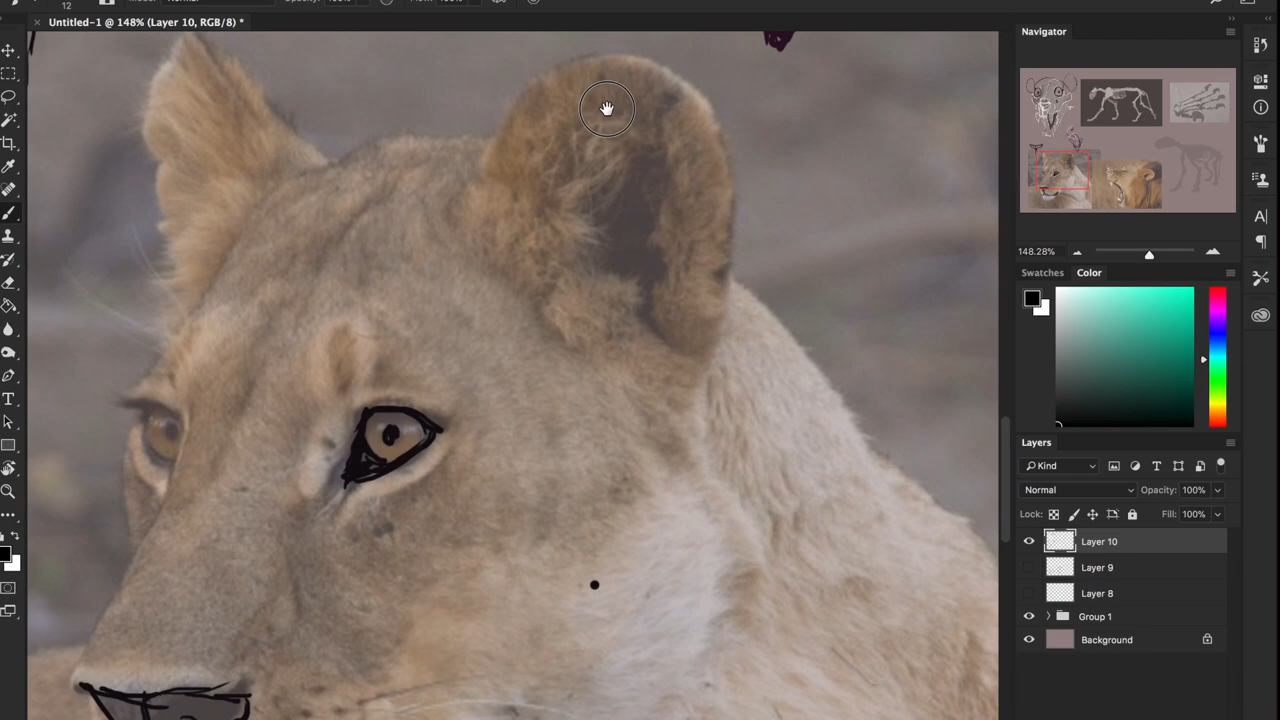 12
Untitled-1 @ 148% (Layer 10, RGB/8) *
Navigator
148.28%
Swatches
Color
Layers
Kind
Normal
Opacity: 100%
Lock:
Fill: 100%
Layer 10
Layer 9
Layer 8
Group 1
Background